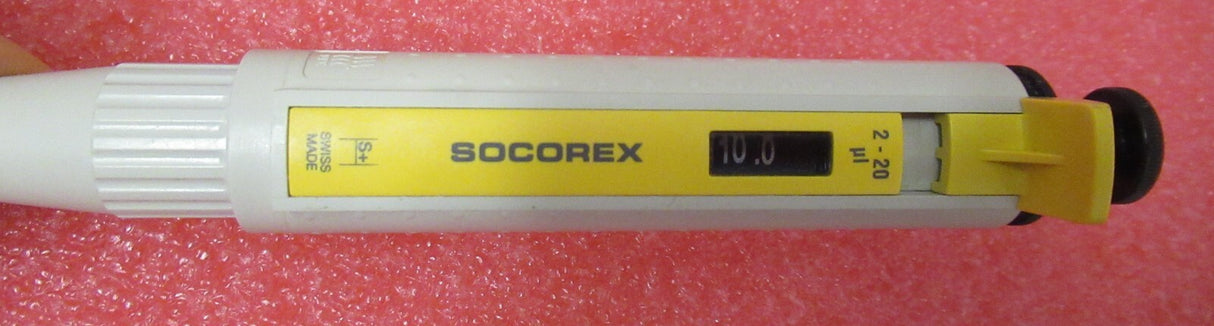 S+
SWISS
MADE
SOCOREX
10.0
2 - 20
µl